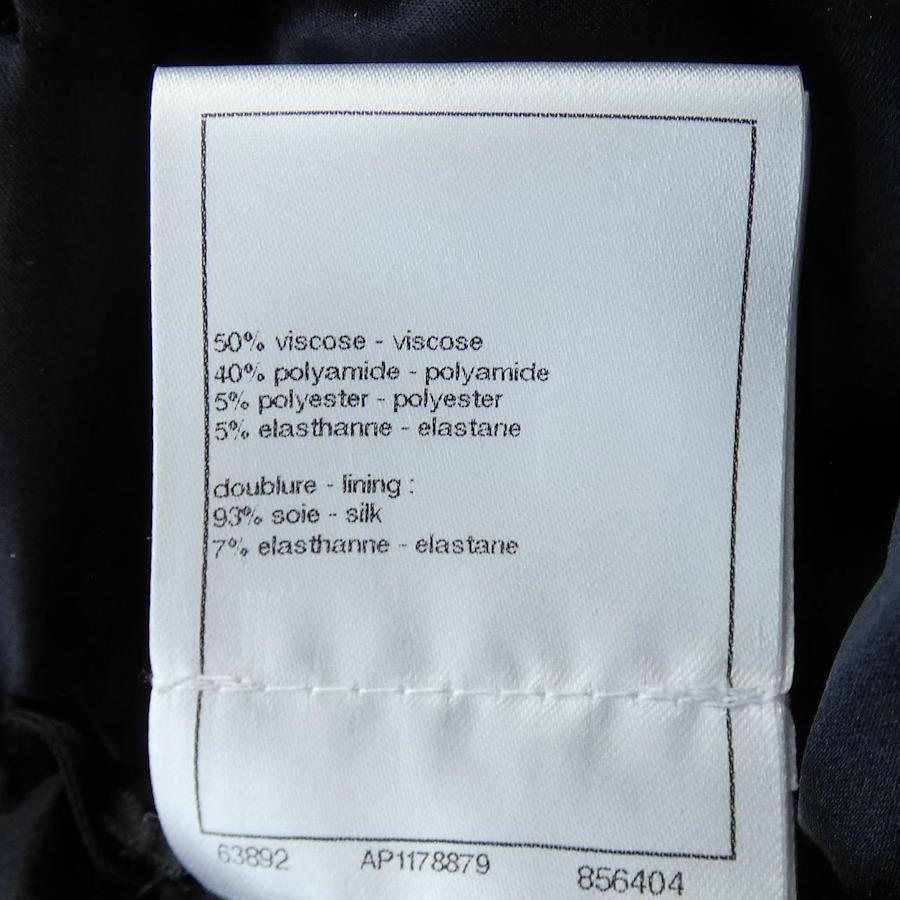 50% viscose - viscose
40% polyamide - polyamide
5% polyester - polyester
5% elasthanne - elastane
doublure - lining :
93% soie - silk
7% elasthanne - elastane
63892 AP1178879 856404